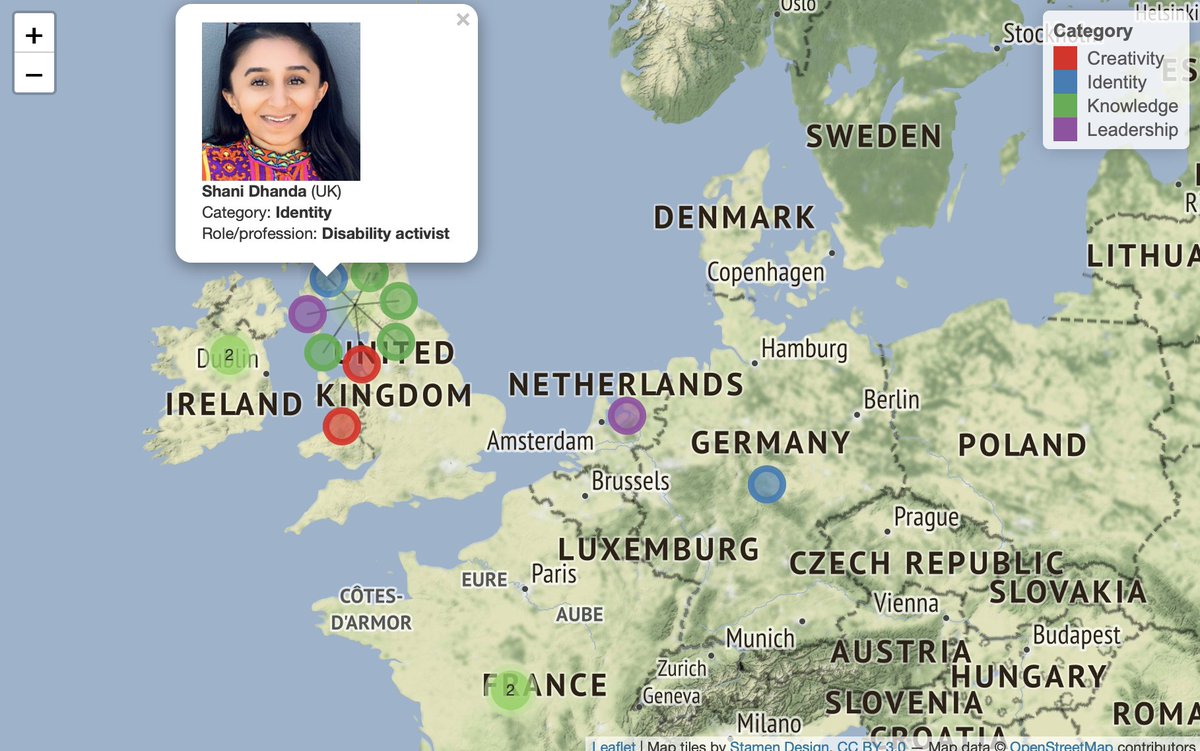 +
−
×
Shani Dhanda (UK)
Category: Identity
Role/profession: Disability activist
Category
Creativity
Identity
Knowledge
Leadership
Oslo
Helsinki
SWEDEN
DENMARK
Copenhagen
2
Dublin
IRELAND
UNITED
KINGDOM
Hamburg
NETHERLANDS
Amsterdam
Berlin
GERMANY
POLAND
Brussels
Prague
LUXEMBURG
CZECH REPUBLIC
SLOVAKIA
EURE
Paris
AUBE
CÔTES-
D'ARMOR
Vienna
Munich
Budapest
AUSTRIA
Zurich
HUNGARY
FRANCE
2
Geneva
SLOVENIA
Milano
CROATIA
Leaflet | Map tiles by Stamen Design, CC BY 3.0 — Map data © OpenStreetMap contributors